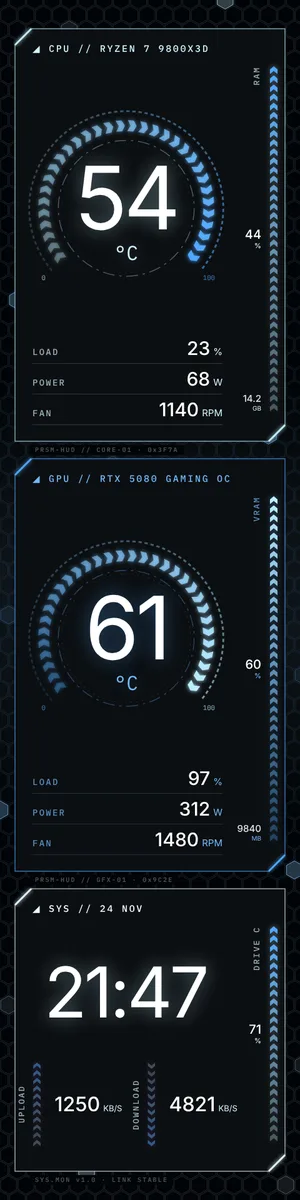 CPU // RYZEN 7 9800X3D
RAM
54
°C
0
100
44
%
14.2
GB
LOAD 23 %
POWER 68 W
FAN 1140 RPM
PRSM-HUD // CORE-01 · 0x3F7A
GPU // RTX 5080 GAMING OC
VRAM
61
°C
0
100
60
%
9840
MB
LOAD 97 %
POWER 312 W
FAN 1480 RPM
PRSM-HUD // GFX-01 · 0x9C2E
SYS // 24 NOV
DRIVE C
21:47
71
%
UPLOAD
1250 KB/S
DOWNLOAD
4821 KB/S
SYS.MON v1.0 · LINK STABLE